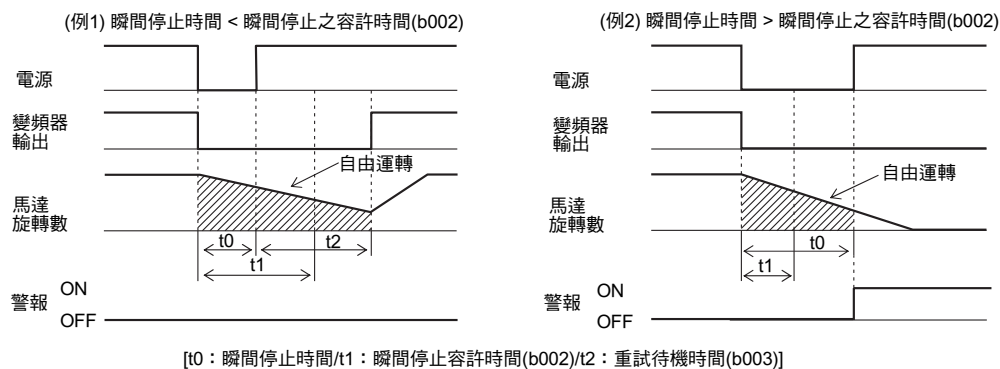 (例1) 瞬間停止時間 < 瞬間停止之容許時間(b002)
電源
變頻器
輸出
自由運轉
馬達
旋轉數
t0
t2
t1
警報
ON
OFF
(例2) 瞬間停止時間 > 瞬間停止之容許時間(b002)
電源
變頻器
輸出
自由運轉
馬達
旋轉數
t0
t1
警報
ON
OFF
[t0：瞬間停止時間/t1：瞬間停止容許時間(b002)/t2：重試待機時間(b003)]